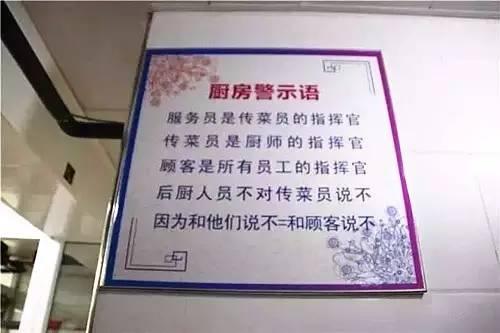 厨房警示语
服务员是传菜员的指挥官
传菜员是厨师的指挥官
顾客是所有员工的指挥官
后厨人员不对传菜员说不
因为和他们说不=和顾客说不